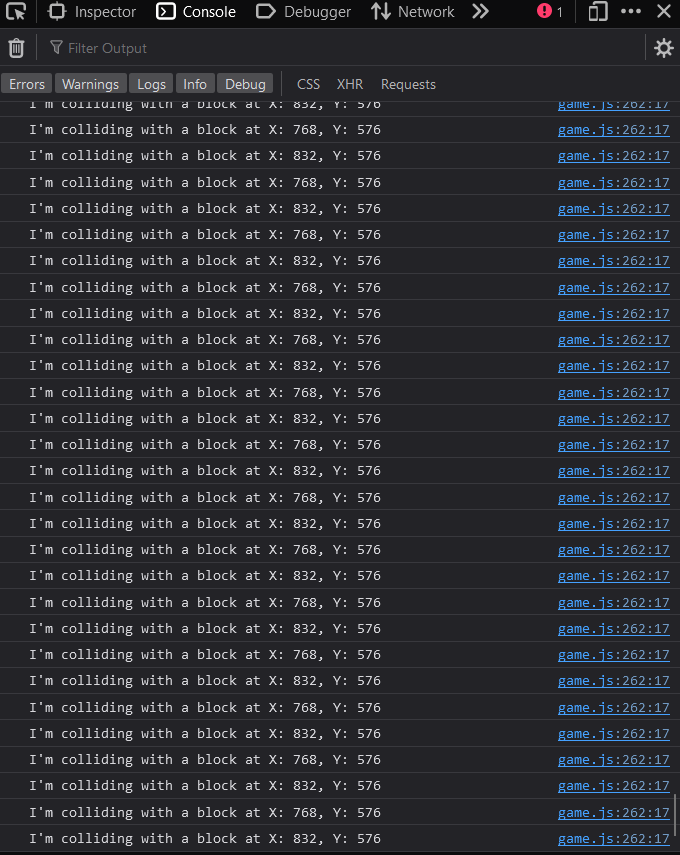 Inspector Console Debugger Network 1
Filter Output
Errors Warnings Logs Info Debug CSS XHR Requests
I'm colliding with a block at X: 832, Y: 576 game.js:262:17
I'm colliding with a block at X: 768, Y: 576 game.js:262:17
I'm colliding with a block at X: 832, Y: 576 game.js:262:17
I'm colliding with a block at X: 768, Y: 576 game.js:262:17
I'm colliding with a block at X: 832, Y: 576 game.js:262:17
I'm colliding with a block at X: 768, Y: 576 game.js:262:17
I'm colliding with a block at X: 832, Y: 576 game.js:262:17
I'm colliding with a block at X: 768, Y: 576 game.js:262:17
I'm colliding with a block at X: 832, Y: 576 game.js:262:17
I'm colliding with a block at X: 768, Y: 576 game.js:262:17
I'm colliding with a block at X: 832, Y: 576 game.js:262:17
I'm colliding with a block at X: 768, Y: 576 game.js:262:17
I'm colliding with a block at X: 832, Y: 576 game.js:262:17
I'm colliding with a block at X: 768, Y: 576 game.js:262:17
I'm colliding with a block at X: 832, Y: 576 game.js:262:17
I'm colliding with a block at X: 768, Y: 576 game.js:262:17
I'm colliding with a block at X: 832, Y: 576 game.js:262:17
I'm colliding with a block at X: 768, Y: 576 game.js:262:17
I'm colliding with a block at X: 832, Y: 576 game.js:262:17
I'm colliding with a block at X: 768, Y: 576 game.js:262:17
I'm colliding with a block at X: 832, Y: 576 game.js:262:17
I'm colliding with a block at X: 768, Y: 576 game.js:262:17
I'm colliding with a block at X: 832, Y: 576 game.js:262:17
I'm colliding with a block at X: 768, Y: 576 game.js:262:17
I'm colliding with a block at X: 832, Y: 576 game.js:262:17
I'm colliding with a block at X: 768, Y: 576 game.js:262:17
I'm colliding with a block at X: 832, Y: 576 game.js:262:17
I'm colliding with a block at X: 768, Y: 576 game.js:262:17
I'm colliding with a block at X: 832, Y: 576 game.js:262:17